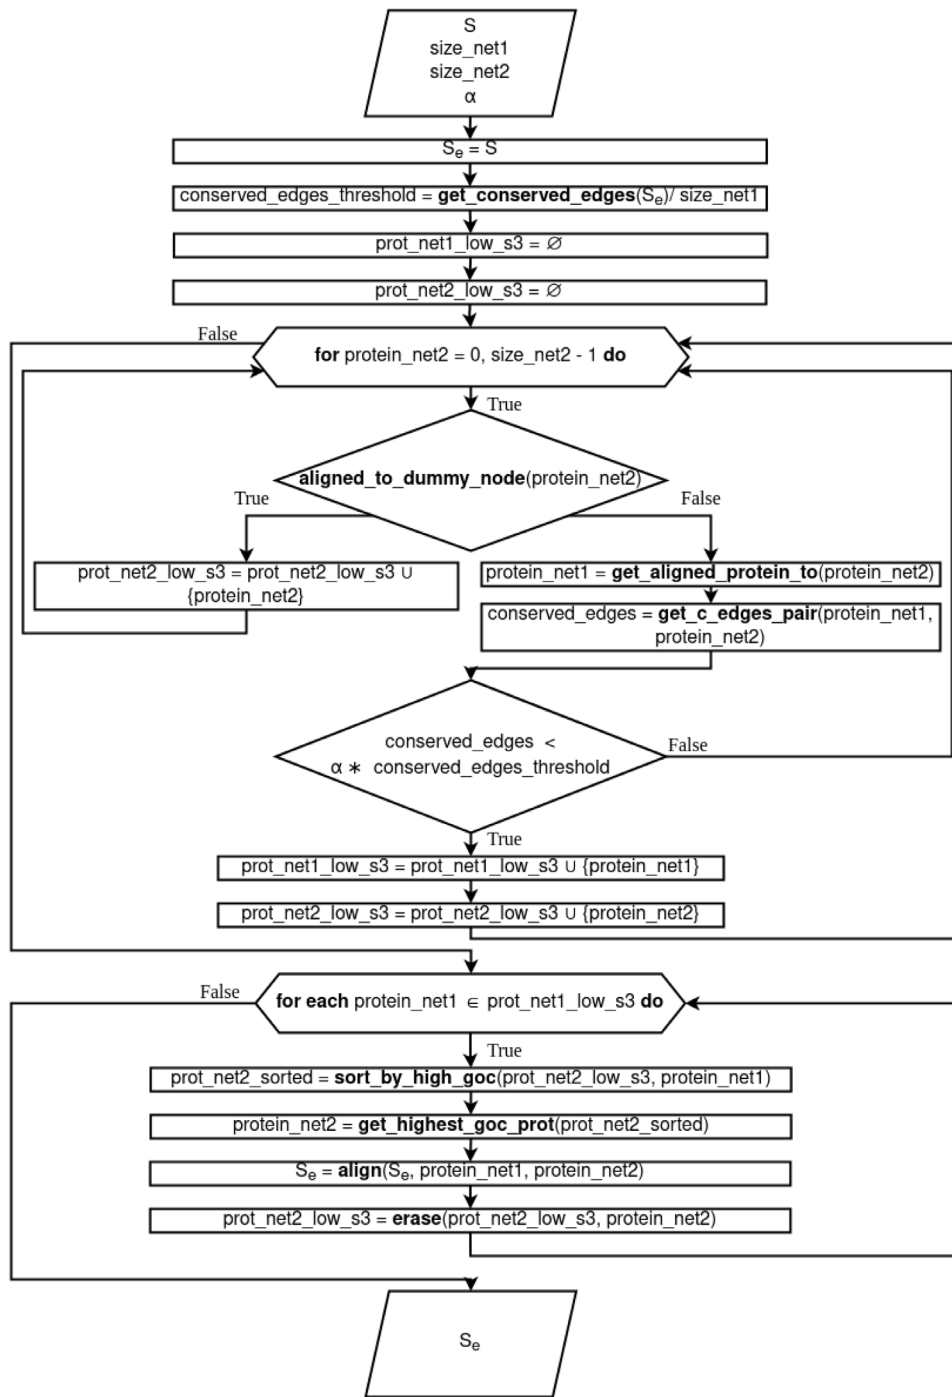 S
size_net1
size_net2
α
Sₑ = S
conserved_edges_threshold = get_conserved_edges(Sₑ)/ size_net1
prot_net1_low_s3 = ∅
prot_net2_low_s3 = ∅
False
for protein_net2 = 0, size_net2 - 1 do
True
aligned_to_dummy_node(protein_net2)
True
False
prot_net2_low_s3 = prot_net2_low_s3 ∪
{protein_net2}
protein_net1 = get_aligned_protein_to(protein_net2)
conserved_edges = get_c_edges_pair(protein_net1,
protein_net2)
conserved_edges <
α ∗ conserved_edges_threshold
False
True
prot_net1_low_s3 = prot_net1_low_s3 ∪ {protein_net1}
prot_net2_low_s3 = prot_net2_low_s3 ∪ {protein_net2}
False
for each protein_net1 ∈ prot_net1_low_s3 do
True
prot_net2_sorted = sort_by_high_goc(prot_net2_low_s3, protein_net1)
protein_net2 = get_highest_goc_prot(prot_net2_sorted)
Sₑ = align(Sₑ, protein_net1, protein_net2)
prot_net2_low_s3 = erase(prot_net2_low_s3, protein_net2)
Sₑ